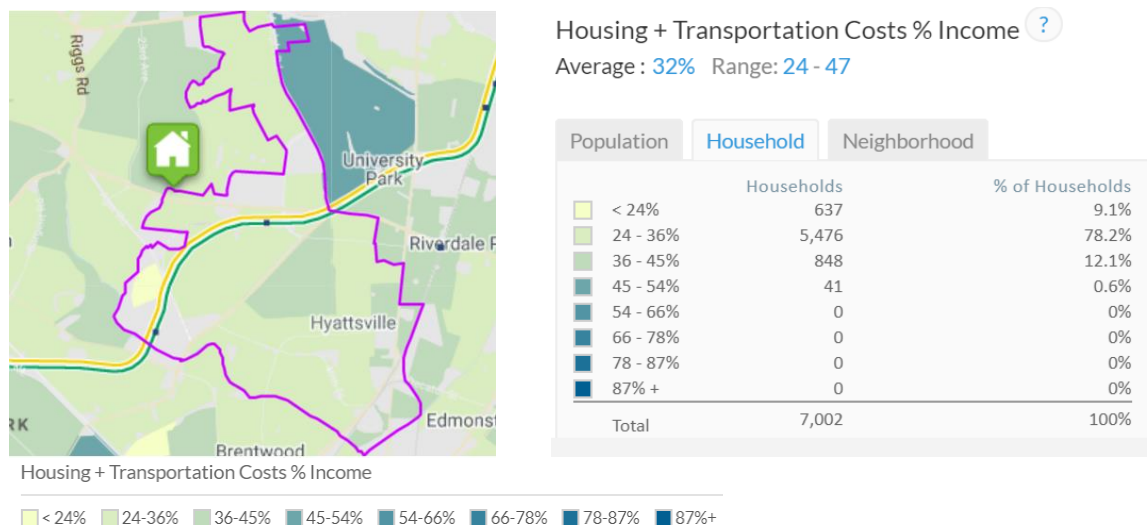 Riggs Rd
23rd Ave
University
Park
Riverdale P
Hyattsville
Edmonst
RK
Brentwood
Housing + Transportation Costs % Income
< 24% 24-36% 36-45% 45-54% 54-66% 66-78% 78-87% 87%+
Housing + Transportation Costs % Income ?
Average : 32% Range: 24 - 47
Population Household Neighborhood
Households % of Households
< 24% 637 9.1%
24 - 36% 5,476 78.2%
36 - 45% 848 12.1%
45 - 54% 41 0.6%
54 - 66% 0 0%
66 - 78% 0 0%
78 - 87% 0 0%
87% + 0 0%
Total 7,002 100%